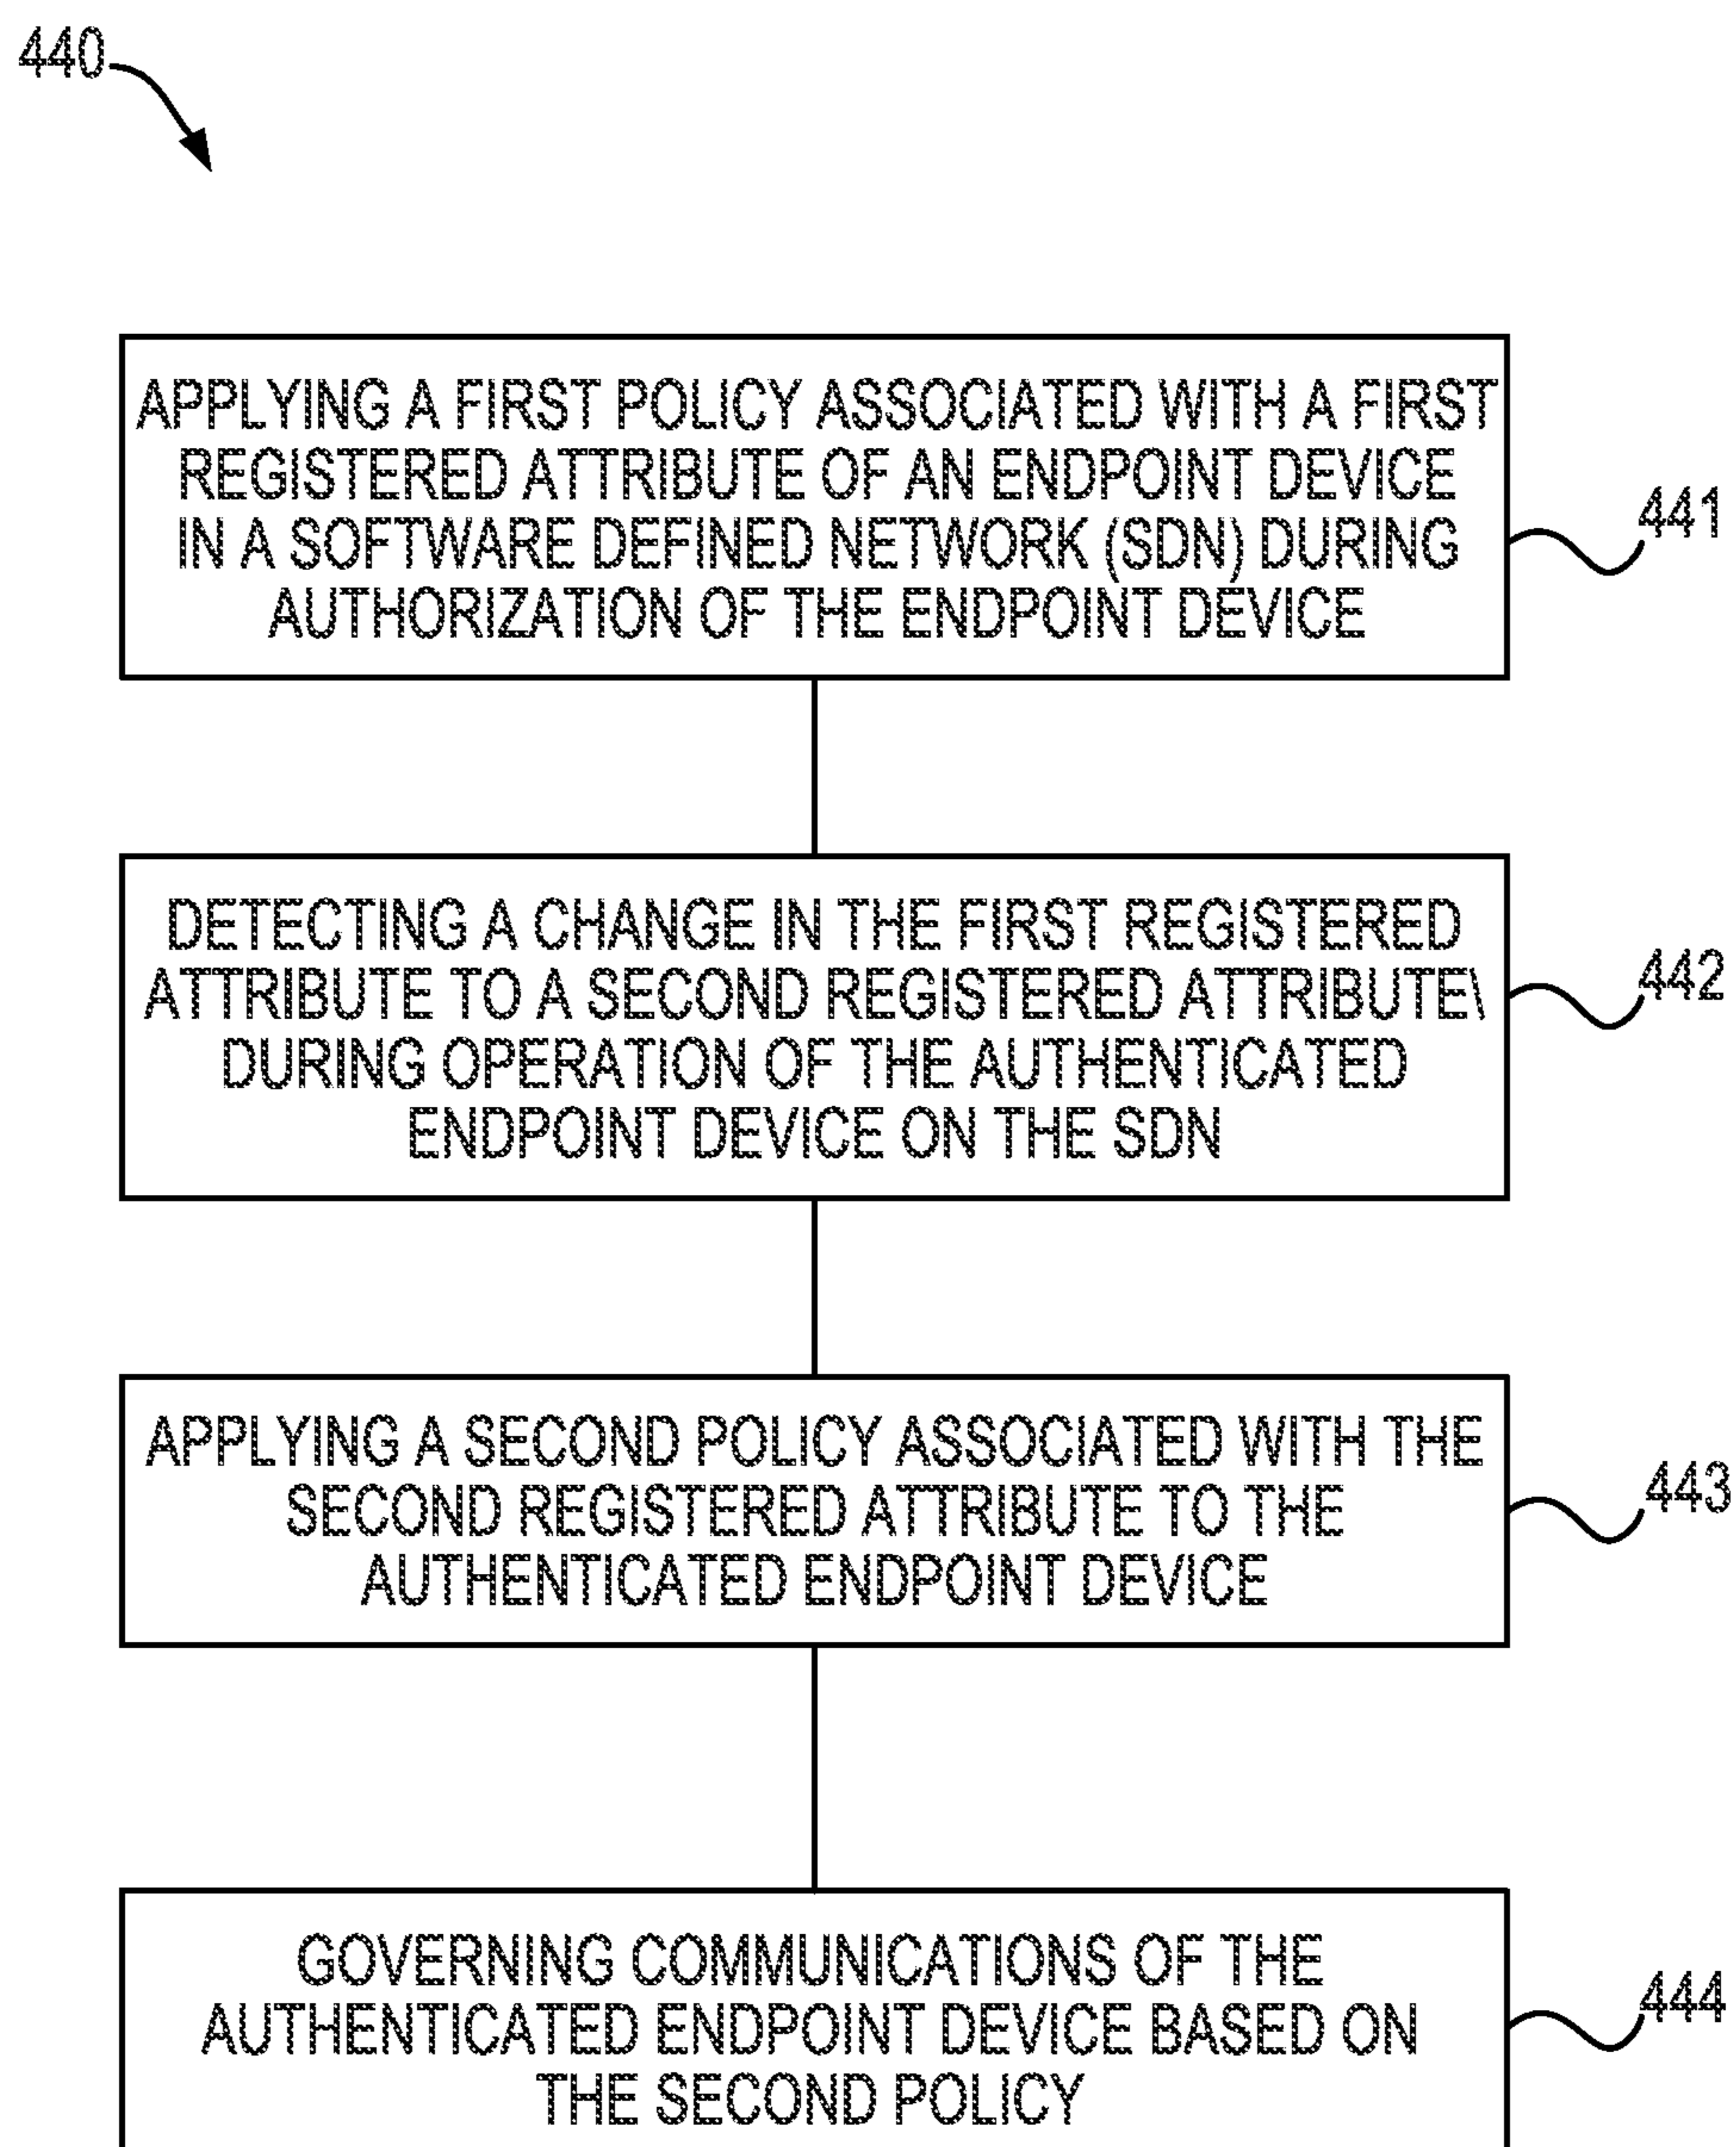 440
APPLYING A FIRST POLICY ASSOCIATED WITH A FIRST
REGISTERED ATTRIBUTE OF AN ENDPOINT DEVICE
IN A SOFTWARE DEFINED NETWORK (SDN) DURING
AUTHORIZATION OF THE ENDPOINT DEVICE
441
DETECTING A CHANGE IN THE FIRST REGISTERED
ATTRIBUTE TO A SECOND REGISTERED ATTRIBUTE\
DURING OPERATION OF THE AUTHENTICATED
ENDPOINT DEVICE ON THE SDN
442
APPLYING A SECOND POLICY ASSOCIATED WITH THE
SECOND REGISTERED ATTRIBUTE TO THE
AUTHENTICATED ENDPOINT DEVICE
443
GOVERNING COMMUNICATIONS OF THE
AUTHENTICATED ENDPOINT DEVICE BASED ON
THE SECOND POLICY
444